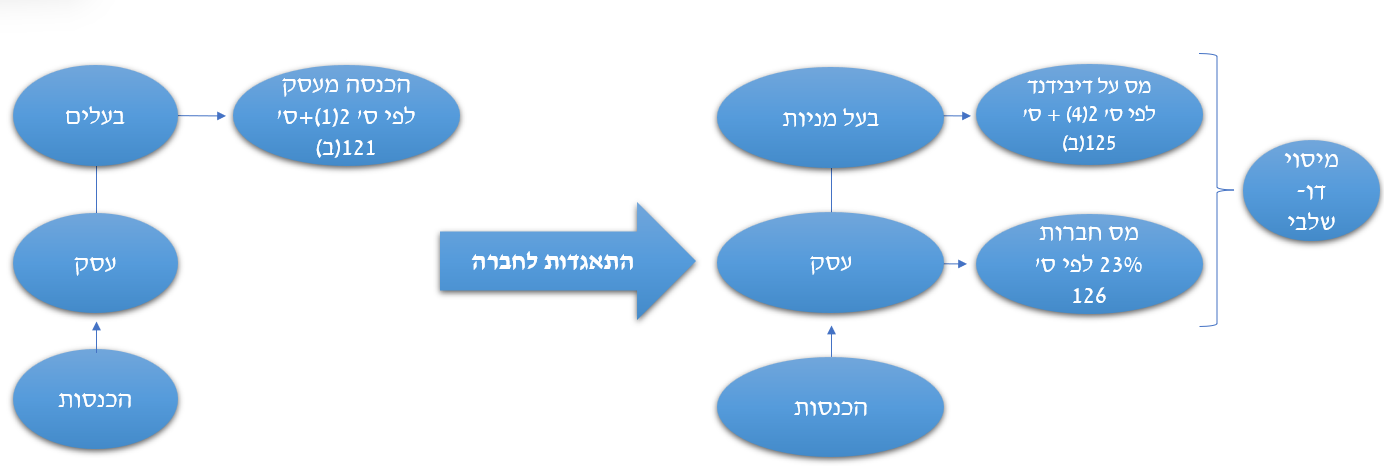 בעלים
הכנסה מעסק
לפי ס' 2(1)+ס'
121(ב)
עסק
הכנסות
התאגדות לחברה
בעל מניות
מס על דיבידנד
לפי ס' 2(4) + ס'
125(ב)
עסק
מס חברות
23% לפי ס'
126
הכנסות
מיסוי
דו-
שלבי